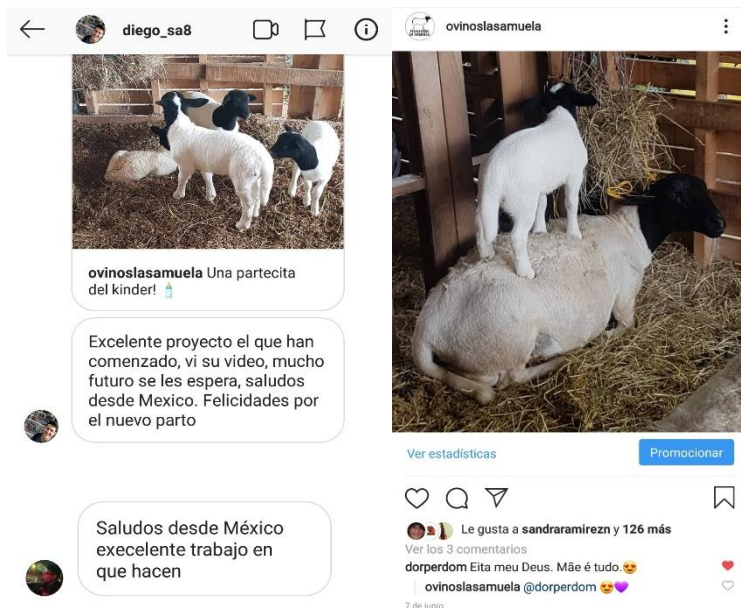 diego_sa8
ovinoslasamuela Una partecita
del kinder! 🍼
Excelente proyecto el que han
comenzado, vi su video, mucho
futuro se les espera, saludos
desde Mexico. Felicidades por
el nuevo parto
Saludos desde México
execelente trabajo en
que hacen
ovinoslasamuela
Ver estadísticas
Promocionar
Le gusta a sandraramirezn y 126 más
Ver los 3 comentarios
dorperdom Eita meu Deus. Mãe é tudo.😍
ovinoslasamuela @dorperdom 😍💜
7 de junio